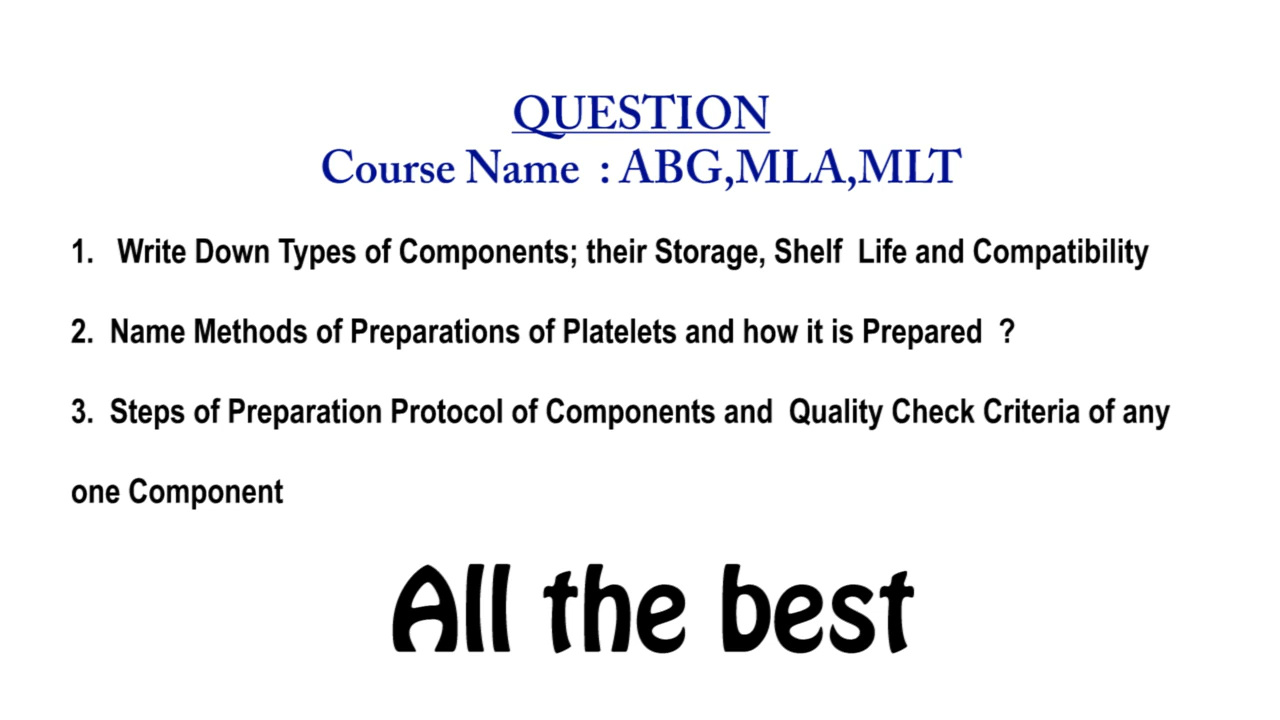 QUESTION
Course Name : ABG,MLA,MLT
1. Write Down Types of Components; their Storage, Shelf Life and Compatibility
2. Name Methods of Preparations of Platelets and how it is Prepared ?
3. Steps of Preparation Protocol of Components and Quality Check Criteria of any
one Component
All the best